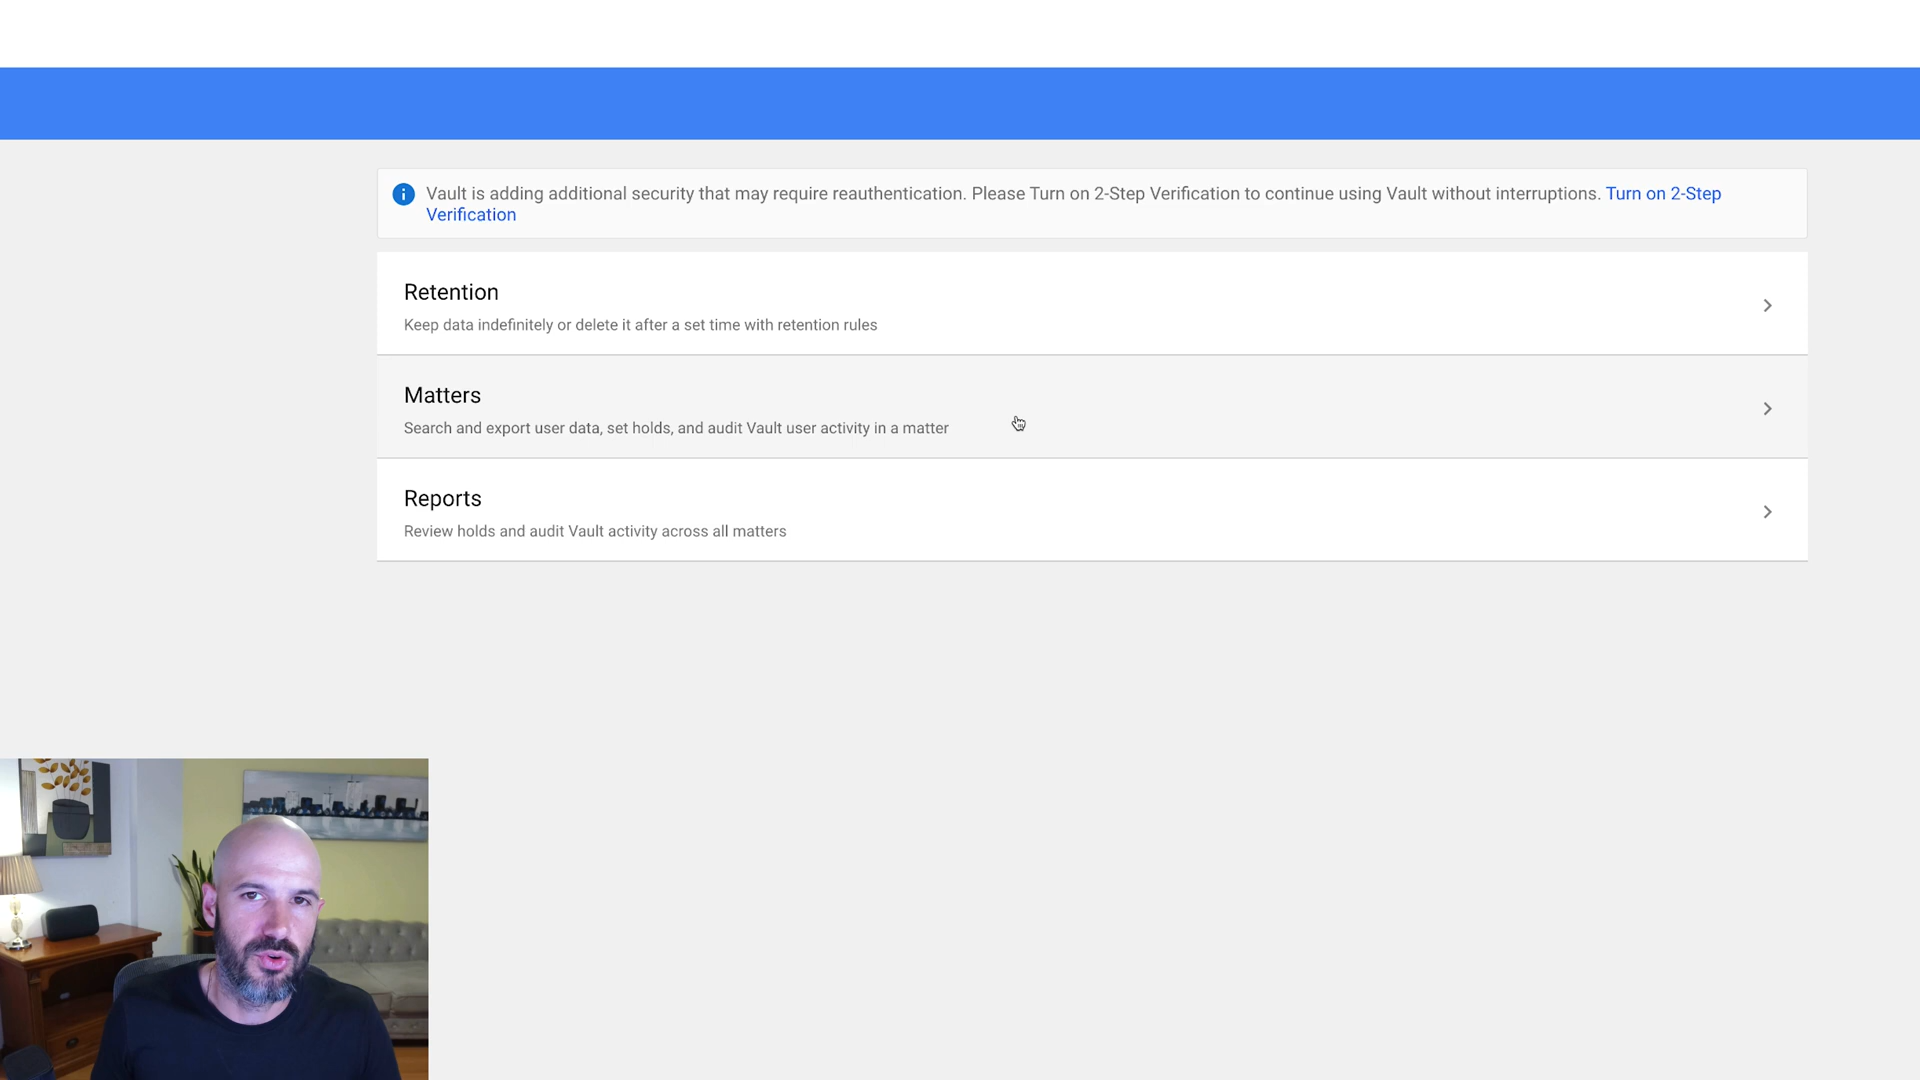 Vault is adding additional security that may require reauthentication. Please Turn on 2-Step Verification to continue using Vault without interruptions. Turn on 2-Step
Verification
Retention
Keep data indefinitely or delete it after a set time with retention rules
Matters
Search and export user data, set holds, and audit Vault user activity in a matter
Reports
Review holds and audit Vault activity across all matters